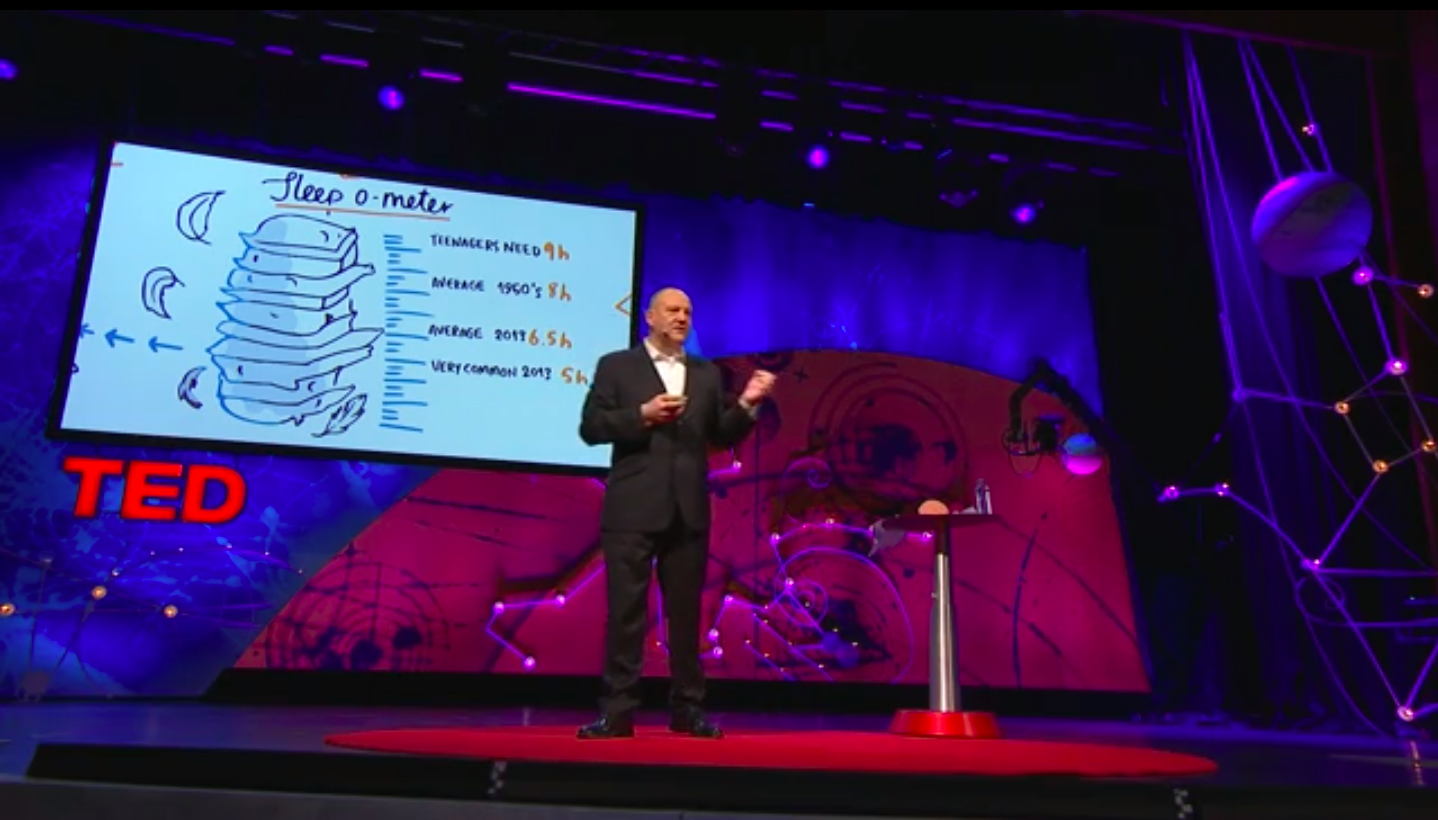 Sleep o-meter
TEENAGERS NEED 9h
AVERAGE 1950's 8h
AVERAGE 2013 6.5h
VERY COMMON 2013 5h
TED